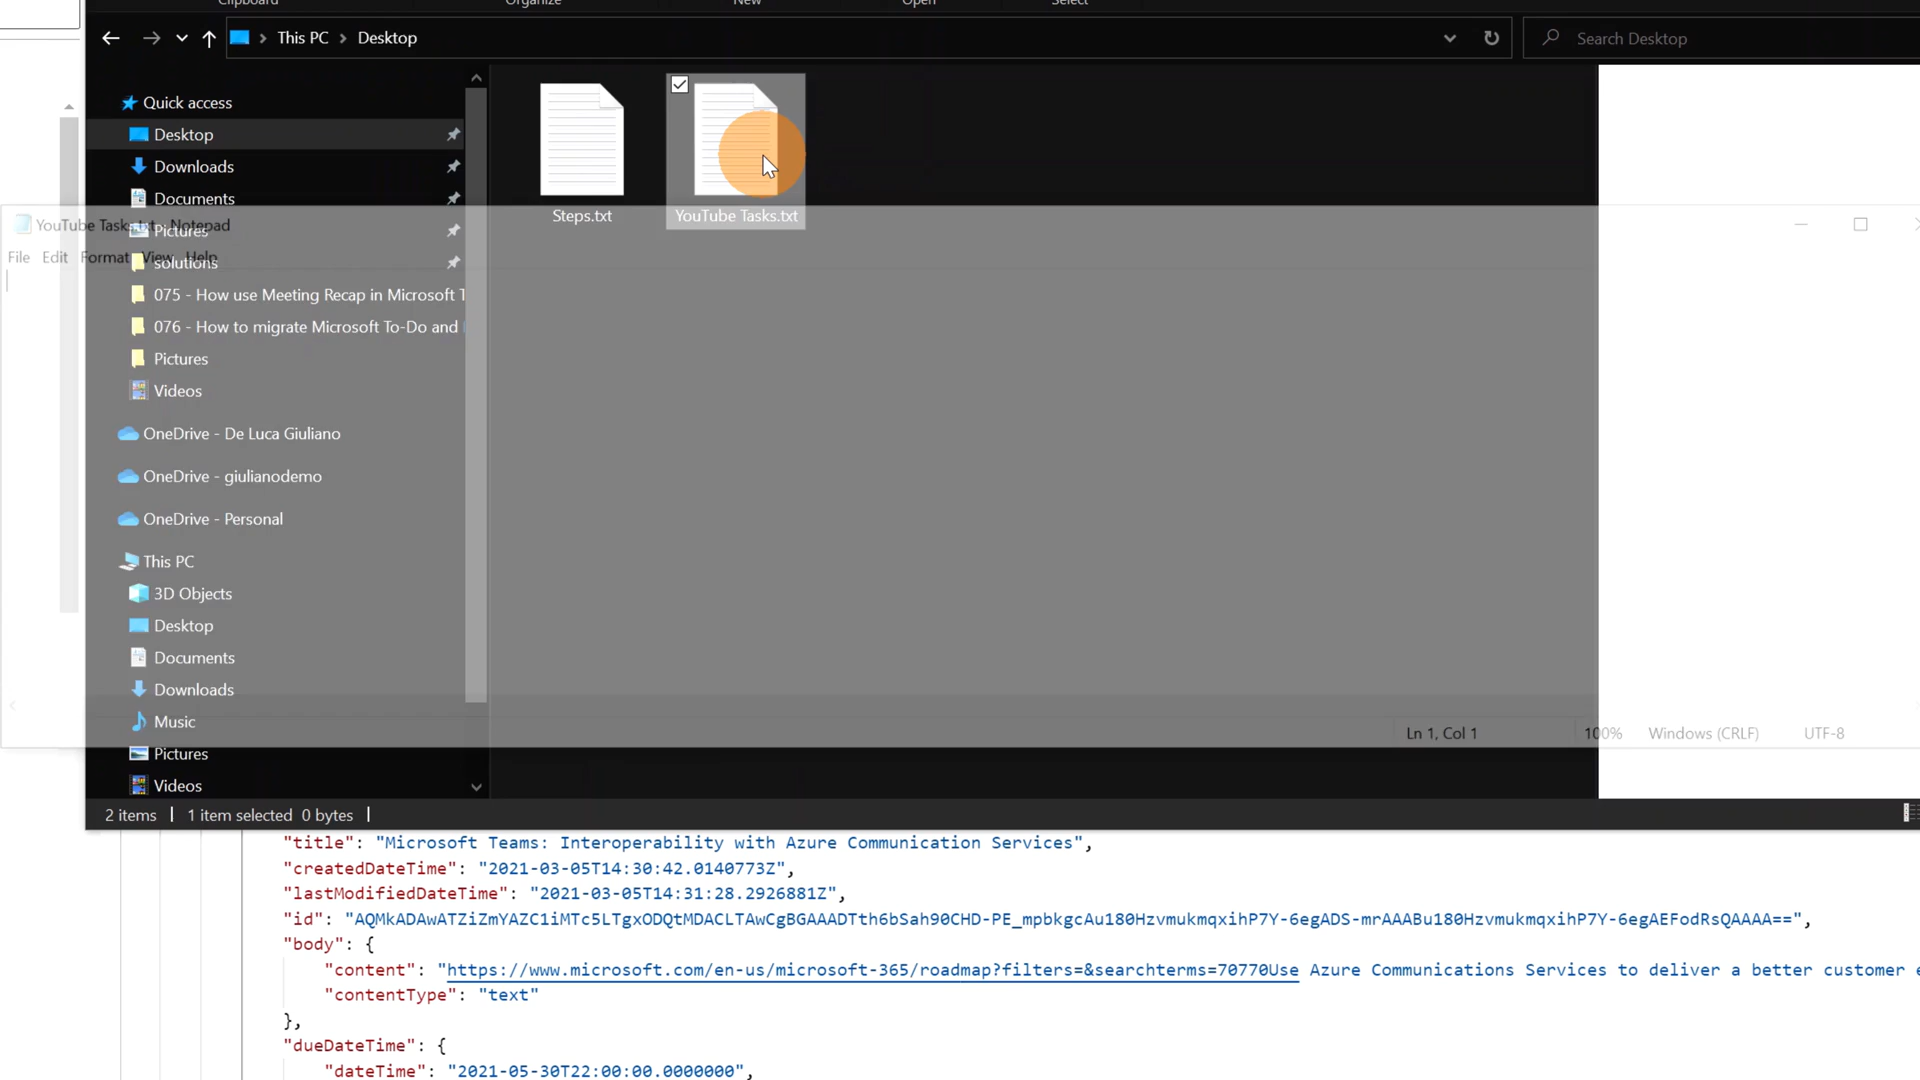 Clipboard Organize New Open Select
This PC Desktop
Search Desktop
Quick access
Desktop
Downloads
Documents
Steps.txt
YouTube Tasks.txt
YouTube Tasks.txt - Notepad
Pictures
File Edit Format View Help
solutions
075 - How use Meeting Recap in Microsoft T
076 - How to migrate Microsoft To-Do and
Pictures
Videos
OneDrive - De Luca Giuliano
OneDrive - giulianodemo
OneDrive - Personal
This PC
3D Objects
Desktop
Documents
Downloads
Music
Ln 1, Col 1 100% Windows (CRLF) UTF-8
Pictures
Videos
2 items 1 item selected 0 bytes
"title": "Microsoft Teams: Interoperability with Azure Communication Services",
"createdDateTime": "2021-03-05T14:30:42.0140773Z",
"lastModifiedDateTime": "2021-03-05T14:31:28.2926881Z",
"id": "AQMkADAwATZiZmYAZC1iMTc5LTgxODQtMDACLTAwCgBGAAADTth6bSah90CHD-PE_mpbkgcAu180HzvmukmqxihP7Y-6egADS-mrAAABu180HzvmukmqxihP7Y-6egAEFodRsQAAAA==",
"body": {
"content": "https://www.microsoft.com/en-us/microsoft-365/roadmap?filters=&searchterms=70770Use Azure Communications Services to deliver a better customer
"contentType": "text"
},
"dueDateTime": {
"dateTime": "2021-05-30T22:00:00.0000000",